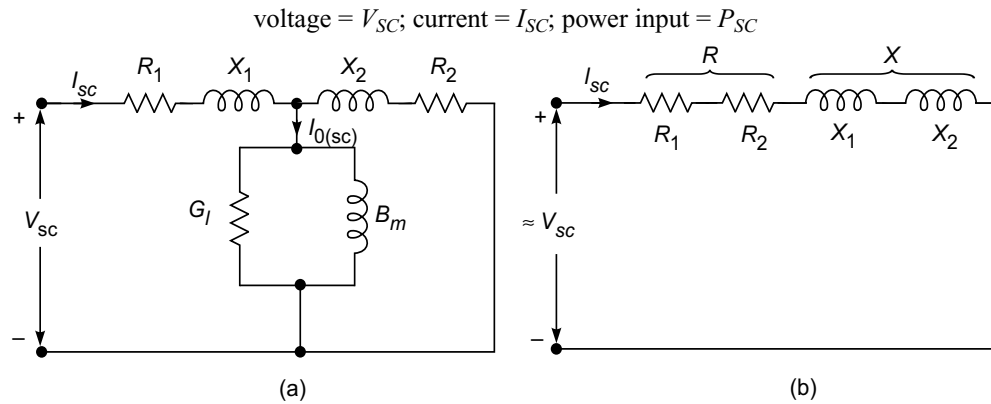 voltage = V_SC; current = I_SC; power input = P_SC
I_sc R_1 X_1 X_2 R_2
+
I_0(sc)
V_sc G_l B_m
–
(a)
R X
I_sc
+ R_1 R_2 X_1 X_2
≈ V_sc
–
(b)